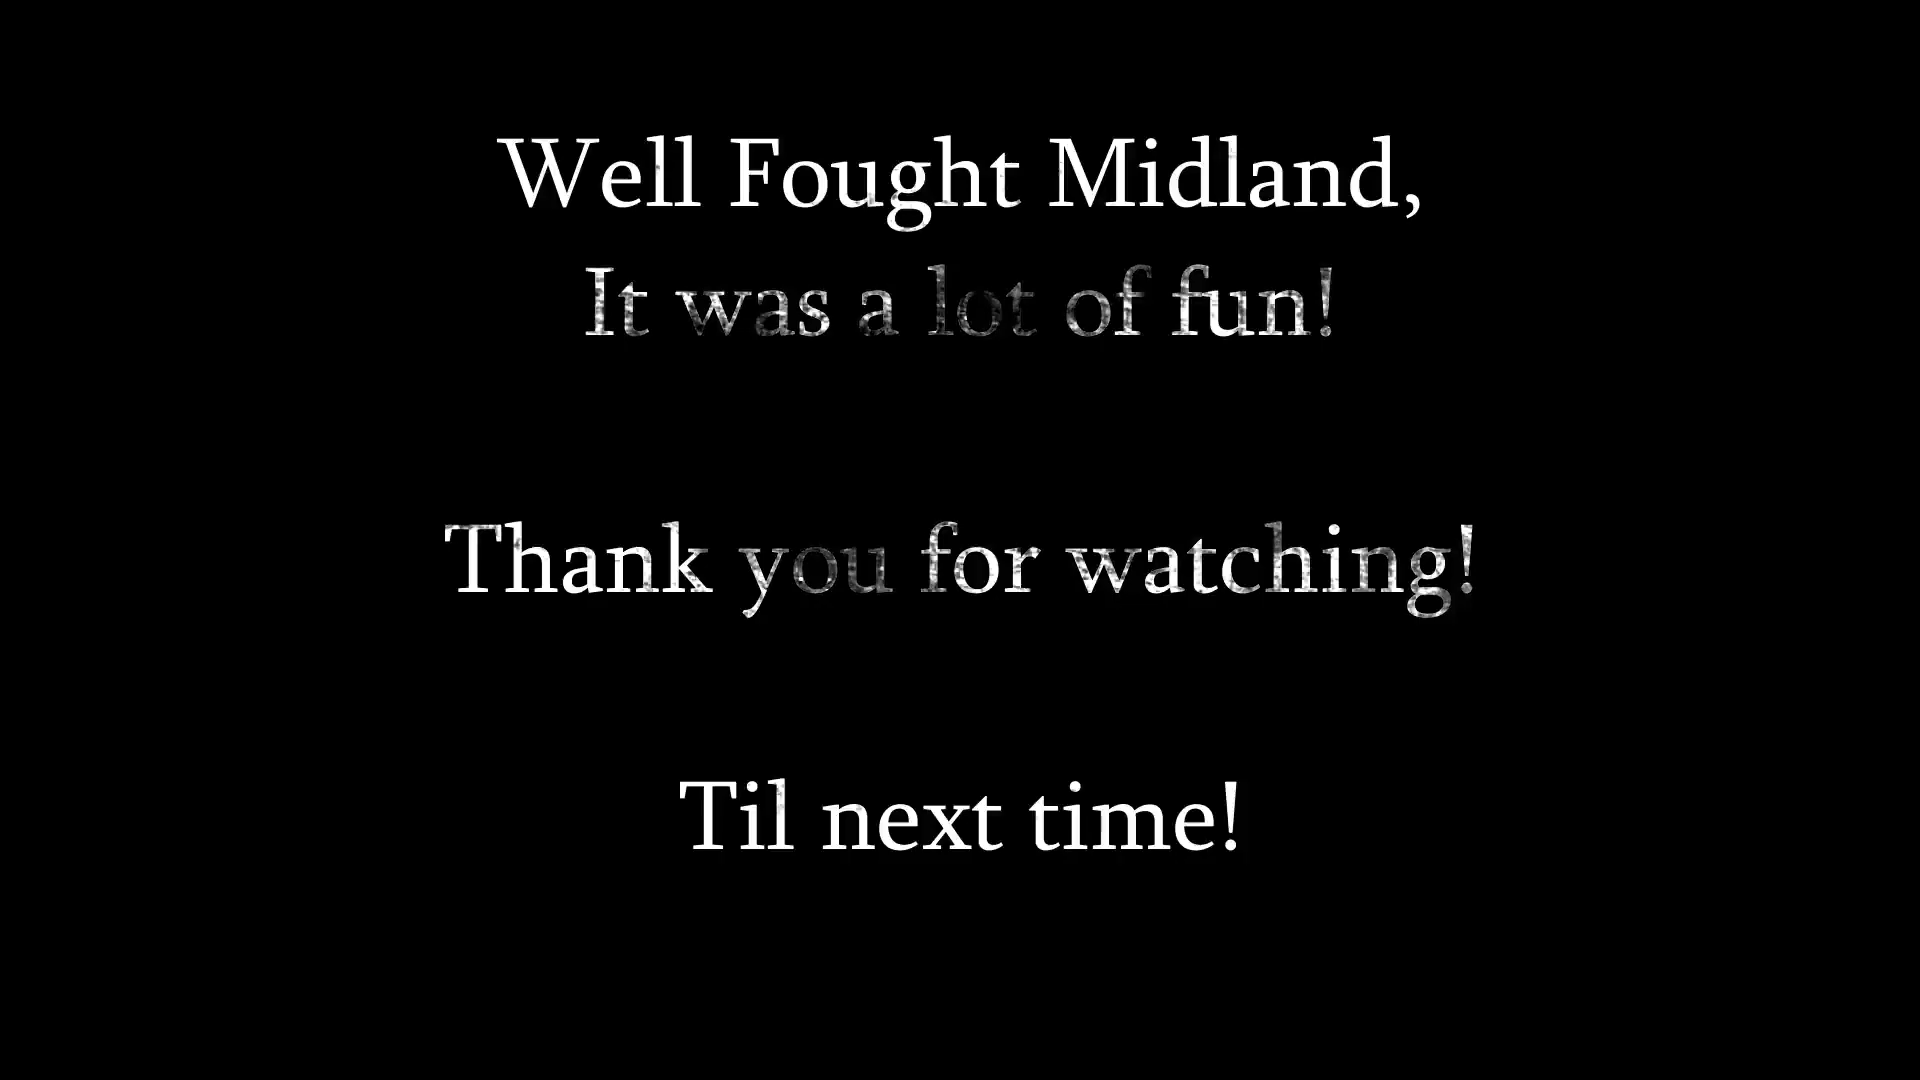 Well Fought Midland,
It was a lot of fun!
Thank you for watching!
Til next time!